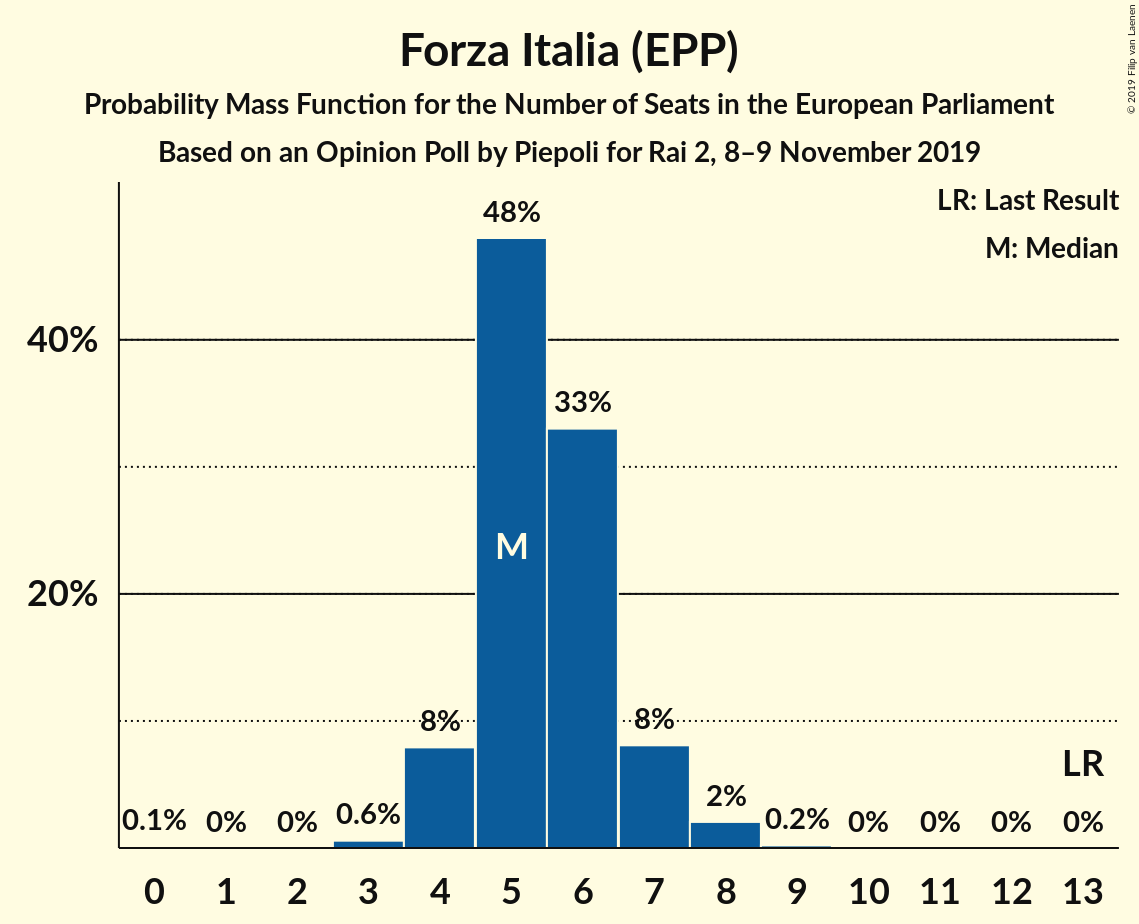 Forza Italia (EPP)
Probability Mass Function for the Number of Seats in the European Parliament
Based on an Opinion Poll by Piepoli for Rai 2, 8–9 November 2019
© 2019 Filip van Laenen
LR: Last Result
M: Median
48%
40%
33%
M
20%
8%
8%
LR
2%
0.1% 0% 0% 0.6% 0.2% 0% 0% 0% 0%
0 1 2 3 4 5 6 7 8 9 10 11 12 13